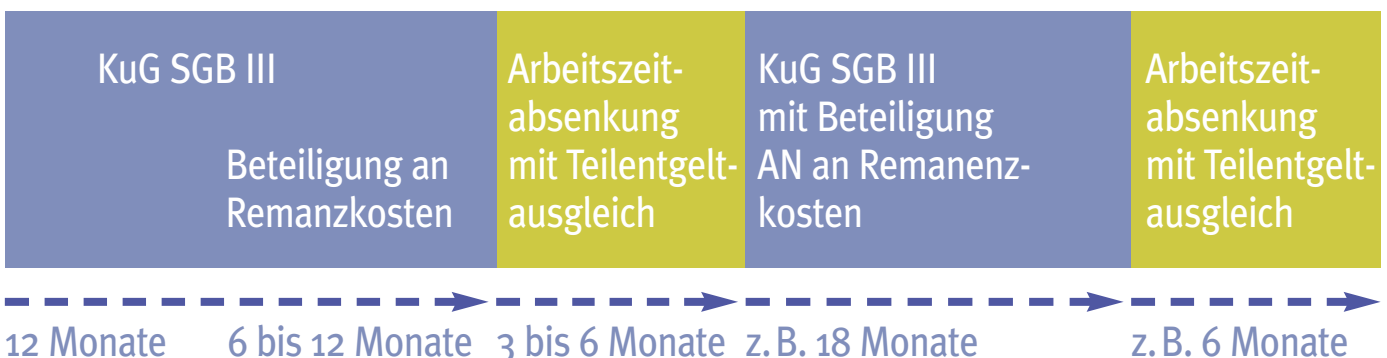 KuG SGB III
Beteiligung an
Remanzkosten
Arbeitszeit-
absenkung
mit Teilentgelt-
ausgleich
KuG SGB III
mit Beteiligung
AN an Remanenz-
kosten
Arbeitszeit-
absenkung
mit Teilentgelt-
ausgleich
12 Monate
6 bis 12 Monate
3 bis 6 Monate
z. B. 18 Monate
z. B. 6 Monate